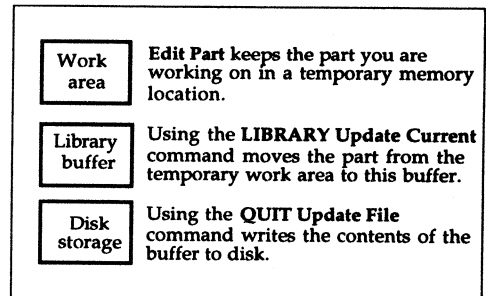 Work area
Edit Part keeps the part you are
working on in a temporary memory
location.
Library buffer
Using the LIBRARY Update Current
command moves the part from the
temporary work area to this buffer.
Disk storage
Using the QUIT Update File
command writes the contents of the
buffer to disk.